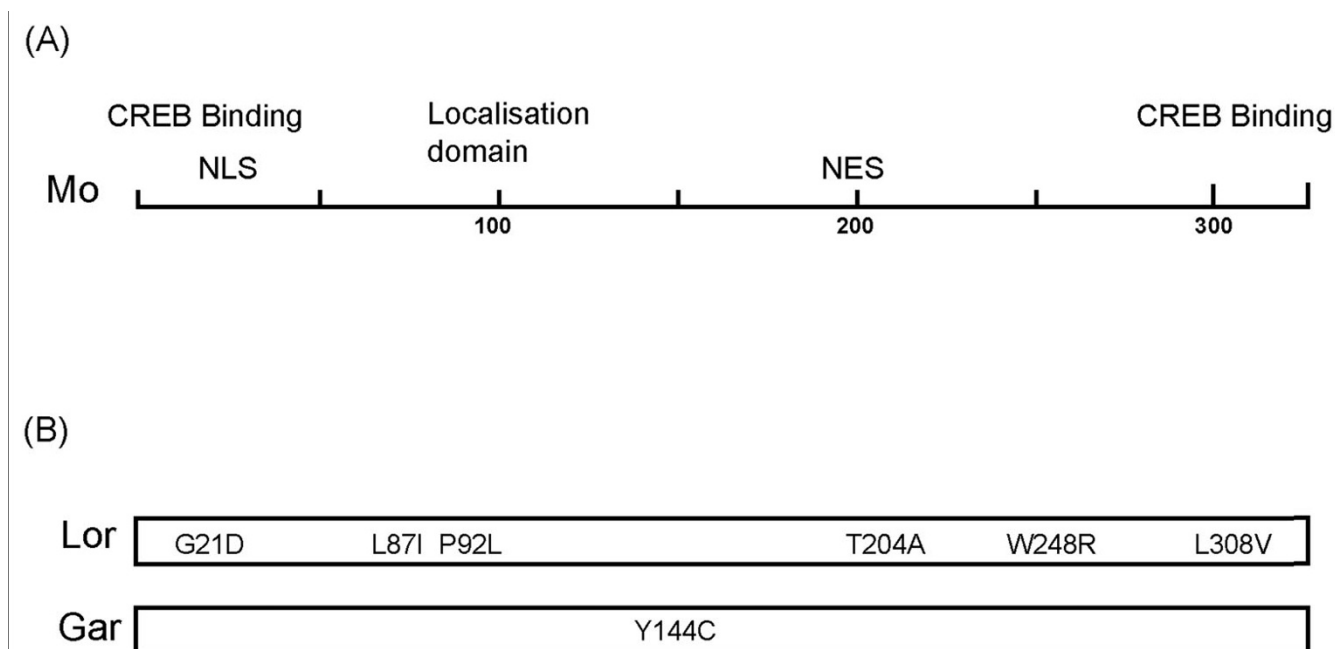 (A)
CREB Binding
Localisation
domain
CREB Binding
NLS
NES
Mo
100
200
300
(B)
Lor
G21D
L87I
P92L
T204A
W248R
L308V
Gar
Y144C